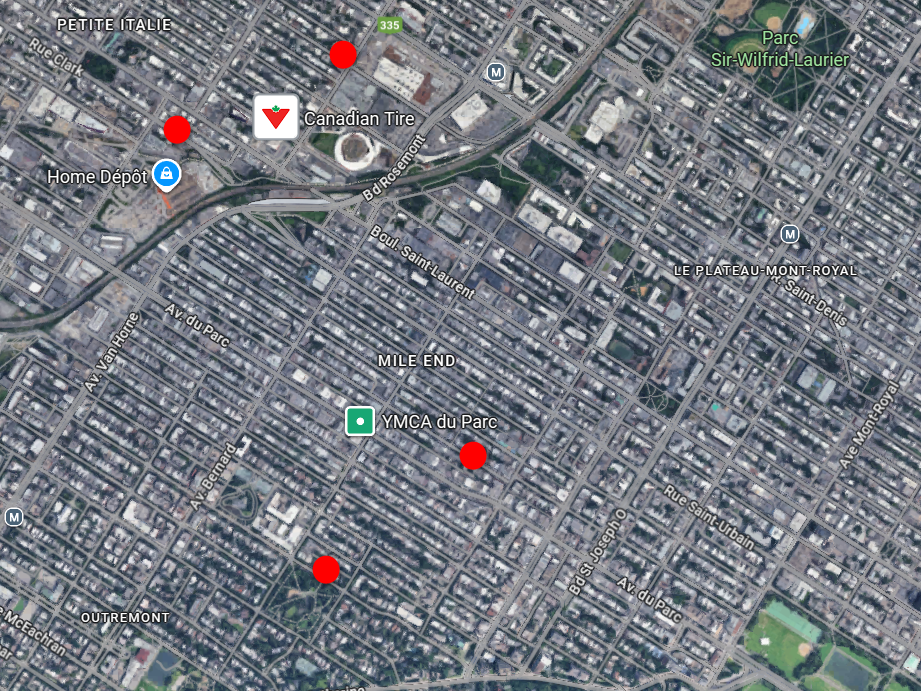 PETITE ITALIE
335
Parc
Sir-Wilfrid-Laurier
Rue Clark
M
Canadian Tire
Bd Rosemont
Home Dépôt
M
Boul. Saint-Laurent
LE PLATEAU-MONT-ROYAL
R. Saint-Denis
Av. du Parc
Av. Van Horne
MILE END
YMCA du Parc
Ave Mont-Royal
Av. Bernard
M
Rue Saint-Urbain
Bd St Joseph O
Av. du Parc
OUTREMONT
McEachran